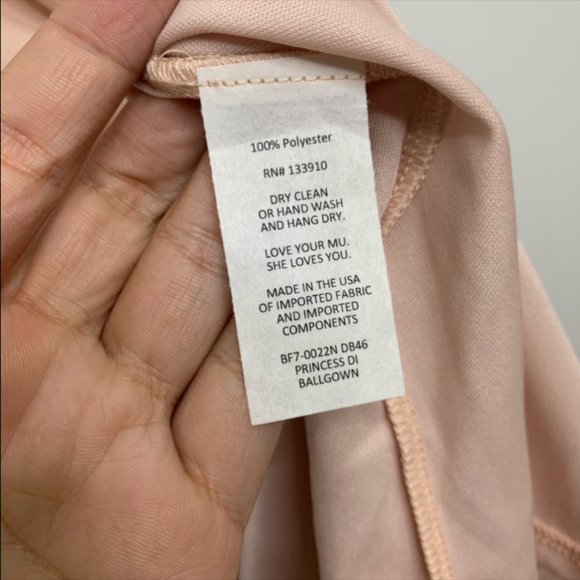 100% Polyester
RN# 133910
DRY CLEAN
OR HAND WASH
AND HANG DRY.
LOVE YOUR MU.
SHE LOVES YOU.
MADE IN THE USA
OF IMPORTED FABRIC
AND IMPORTED
COMPONENTS
BF7-0022N DB46
PRINCESS DI
BALLGOWN